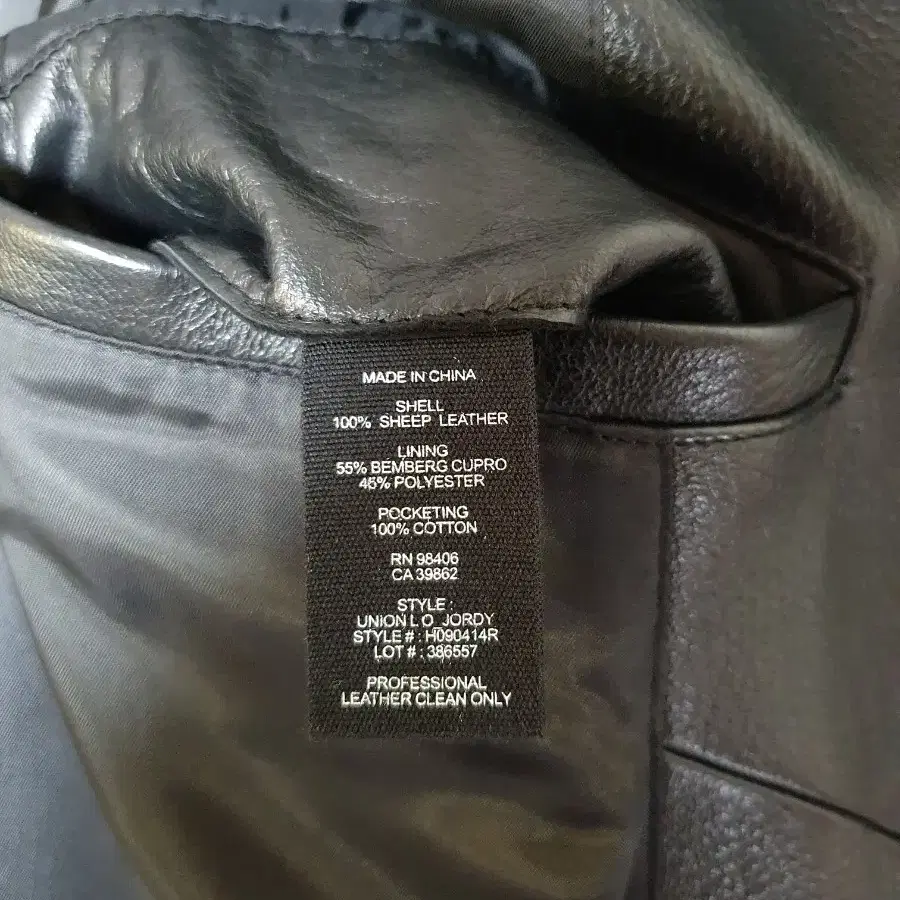 MADE IN CHINA
SHELL
100% SHEEP LEATHER
LINING
55% BEMBERG CUPRO
45% POLYESTER
POCKETING
100% COTTON
RN 98406
CA 39862
STYLE :
UNION L O_JORDY
STYLE # : H090414R
LOT # : 386557
PROFESSIONAL
LEATHER CLEAN ONLY